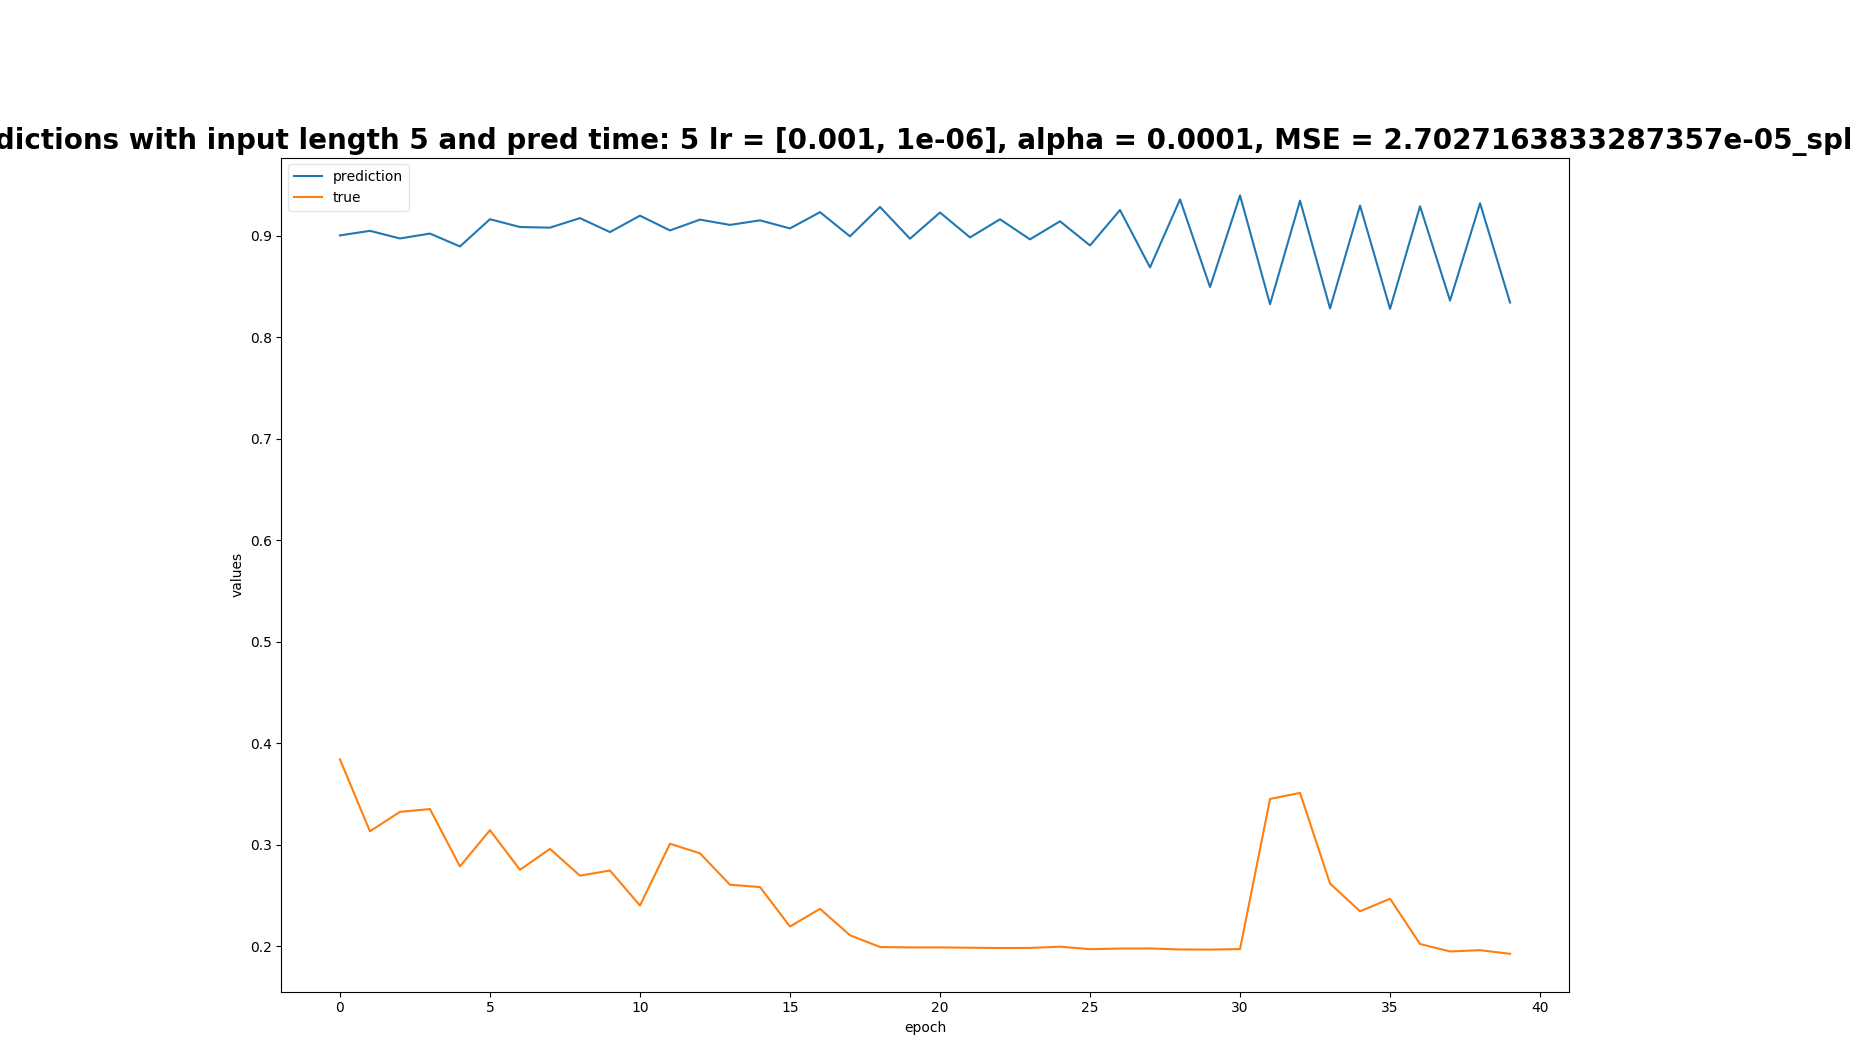 dictions with input length 5 and pred time: 5 lr = [0.001, 1e-06], alpha = 0.0001, MSE = 2.7027163833287357e-05_spl
prediction
true
0.9
0.8
0.7
0.6
0.5
0.4
0.3
0.2
values
0 5 10 15 20 25 30 35 40
epoch